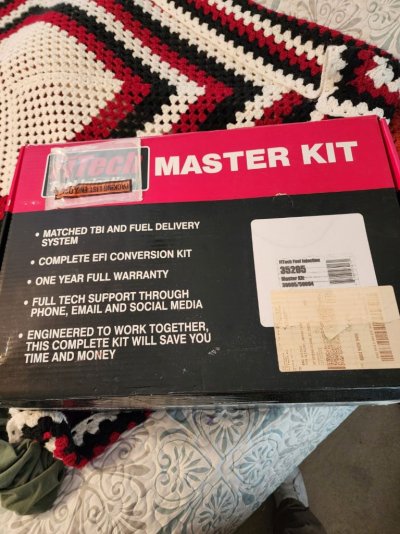 FiTech MASTER KIT
• MATCHED TBI AND FUEL DELIVERY
SYSTEM
• COMPLETE EFI CONVERSION KIT
• ONE YEAR FULL WARRANTY
• FULL TECH SUPPORT THROUGH
PHONE, EMAIL AND SOCIAL MEDIA
• ENGINEERED TO WORK TOGETHER,
THIS COMPLETE KIT WILL SAVE YOU
TIME AND MONEY
FiTech Fuel Injection
35205
Master Kit